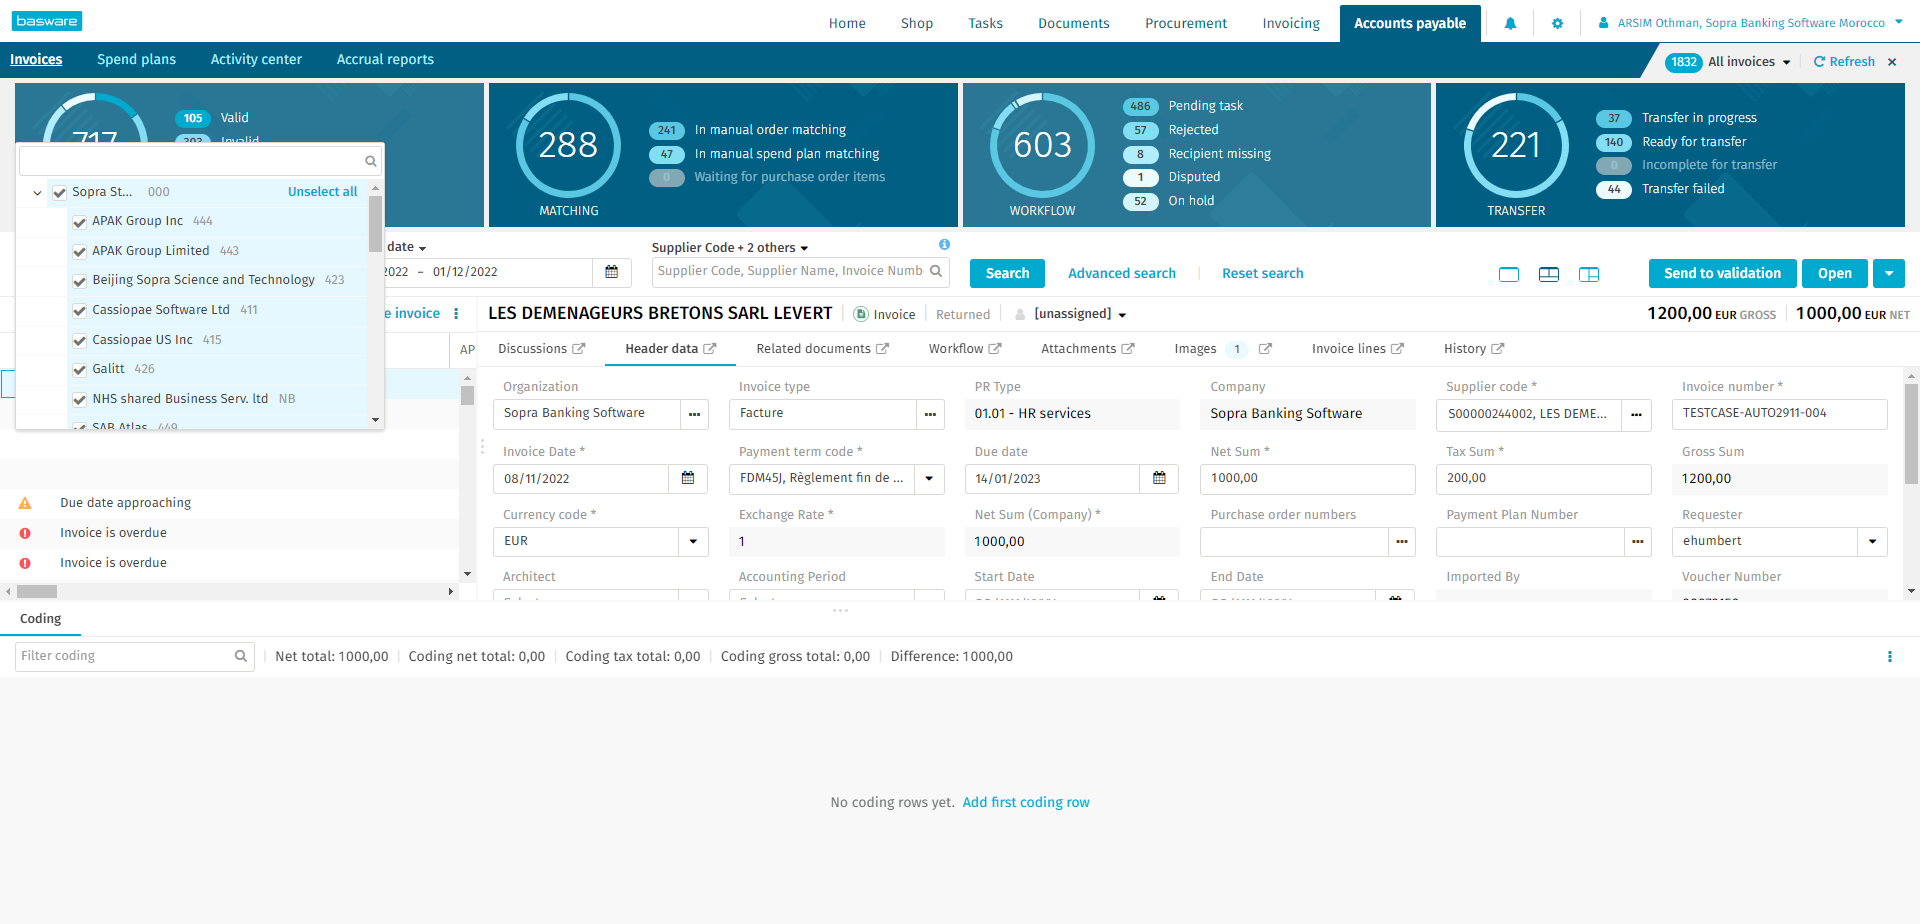 basware
Home
Shop
Tasks
Documents
Procurement
Invoicing
Accounts payable
ARSIM Othman, Sopra Banking Software Morocco
Invoices
Spend plans
Activity center
Accrual reports
1832 All invoices
Refresh
717
105 Valid
203 Invalid
288
MATCHING
241 In manual order matching
47 In manual spend plan matching
0 Waiting for purchase order items
603
WORKFLOW
486 Pending task
57 Rejected
8 Recipient missing
1 Disputed
52 On hold
221
TRANSFER
37 Transfer in progress
140 Ready for transfer
0 Incomplete for transfer
44 Transfer failed
Sopra St... 000 Unselect all
APAK Group Inc 444
APAK Group Limited 443
Beijing Sopra Science and Technology 423
Cassiopae Software Ltd 411
Cassiopae US Inc 415
Galitt 426
NHS shared Business Serv. ltd NB
SAB Atlas 449
date
2022 – 01/12/2022
Supplier Code + 2 others
Supplier Code, Supplier Name, Invoice Numb
Search
Advanced search
Reset search
Send to validation
Open
e invoice
AP
LES DEMENAGEURS BRETONS SARL LEVERT
Invoice
Returned
[unassigned]
1200,00 EUR GROSS
1000,00 EUR NET
Discussions
Header data
Related documents
Workflow
Attachments
Images 1
Invoice lines
History
Organization
Invoice type
PR Type
Company
Supplier code *
Invoice number *
Sopra Banking Software
Facture
01.01 - HR services
Sopra Banking Software
S00000244002, LES DEME...
TESTCASE-AUTO2911-004
Invoice Date *
Payment term code *
Due date
Net Sum *
Tax Sum *
Gross Sum
08/11/2022
FDM45J, Règlement fin de ...
14/01/2023
1000,00
200,00
1200,00
Currency code *
Exchange Rate *
Net Sum (Company) *
Purchase order numbers
Payment Plan Number
Requester
EUR
1
1000,00
ehumbert
Architect
Accounting Period
Start Date
End Date
Imported By
Voucher Number
Due date approaching
Invoice is overdue
Invoice is overdue
Coding
Filter coding
Net total: 1000,00
Coding net total: 0,00
Coding tax total: 0,00
Coding gross total: 0,00
Difference: 1000,00
No coding rows yet. Add first coding row